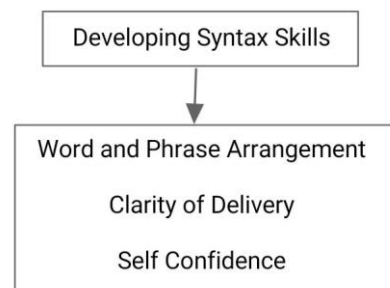 Developing Syntax Skills
Word and Phrase Arrangement
Clarity of Delivery
Self Confidence